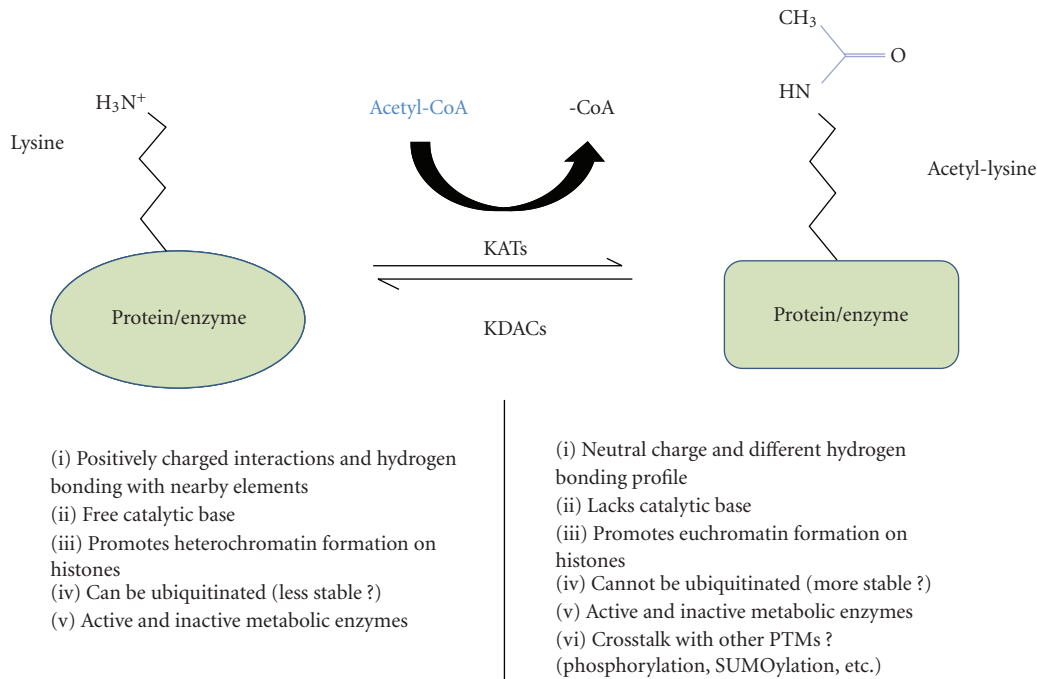 CH₃
O
HN
H₃N⁺
Lysine
Acetyl-CoA
-CoA
Acetyl-lysine
KATs
KDACs
Protein/enzyme
Protein/enzyme
(i) Positively charged interactions and hydrogen
bonding with nearby elements
(ii) Free catalytic base
(iii) Promotes heterochromatin formation on
histones
(iv) Can be ubiquitinated (less stable ?)
(v) Active and inactive metabolic enzymes
(i) Neutral charge and different hydrogen
bonding profile
(ii) Lacks catalytic base
(iii) Promotes euchromatin formation on
histones
(iv) Cannot be ubiquitinated (more stable ?)
(v) Active and inactive metabolic enzymes
(vi) Crosstalk with other PTMs ?
(phosphorylation, SUMOylation, etc.)